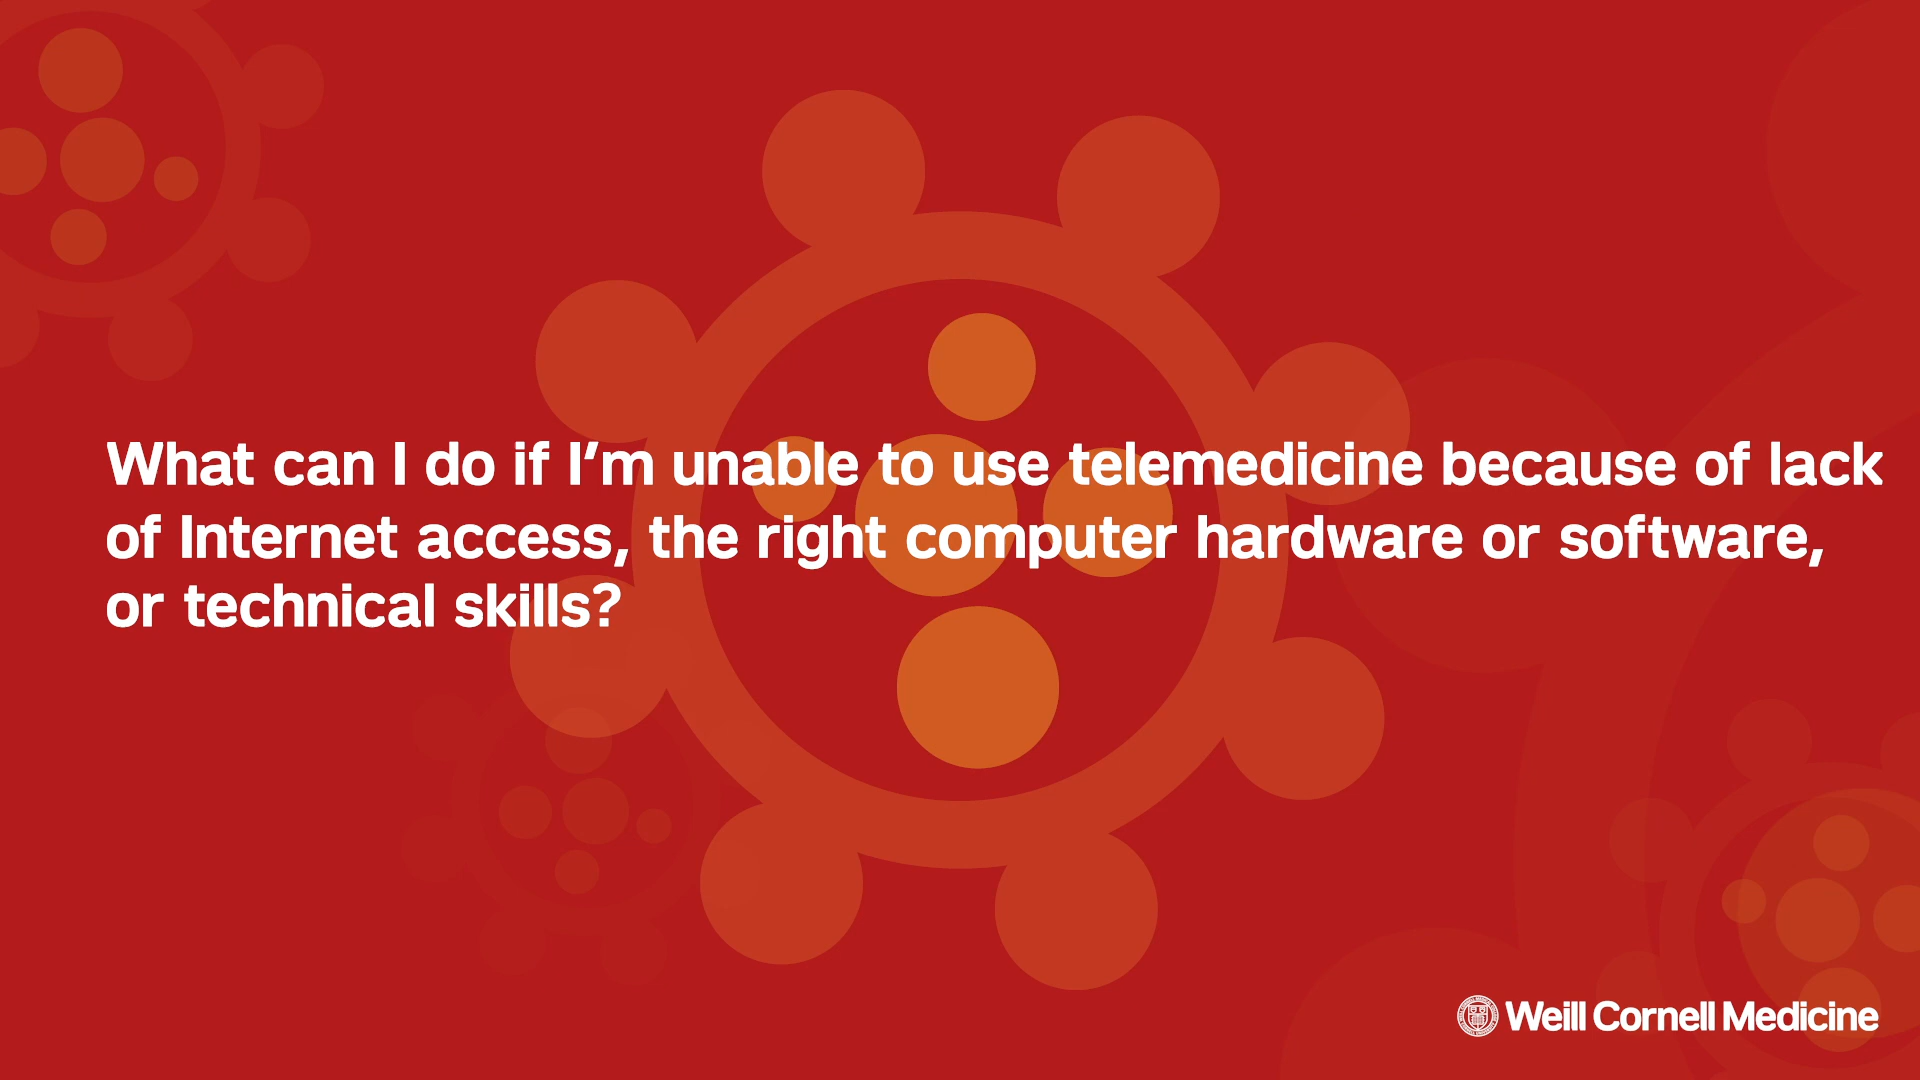 What can I do if I’m unable to use telemedicine because of lack
of Internet access, the right computer hardware or software,
or technical skills?
Weill Cornell Medicine